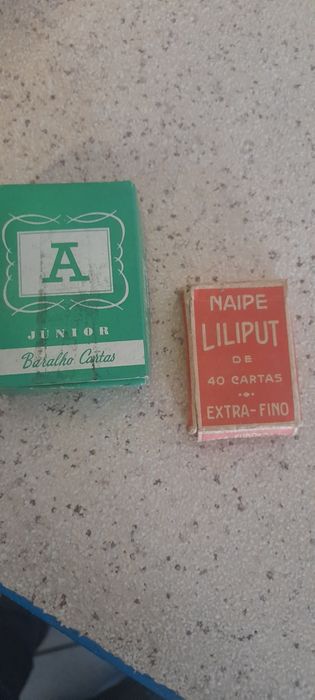 A
JUNIOR
Baralho Cartas
NAIPE
LILIPUT
DE
40 CARTAS
EXTRA-FINO